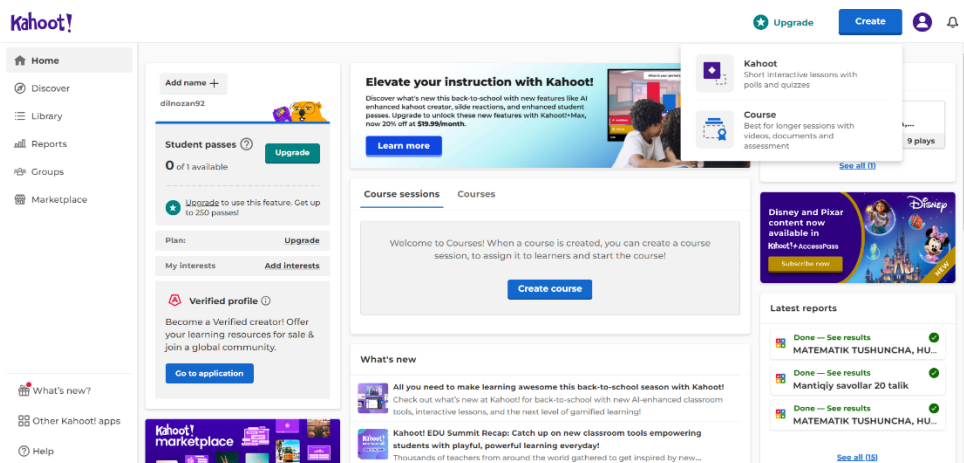 Kahoot!
Upgrade
Create
Home
Discover
Library
Reports
Groups
Marketplace
What's new?
Other Kahoot! apps
Help
Add name +
dilnozan92
Student passes
0 of 1 available
Upgrade
Upgrade to use this feature. Get up
to 250 passes!
Plan:
Upgrade
My interests
Add interests
Verified profile
Become a Verified creator! Offer
your learning resources for sale &
join a global community.
Go to application
Kahoot!
marketplace
Elevate your instruction with Kahoot!
Discover what's new this back-to-school with new features like AI
enhanced kahoot creator, slide reactions, and enhanced student
passes. Upgrade to unlock these new features with Kahoot!+Max,
now 20% off at $19.99/month.
Learn more
Course sessions
Courses
Welcome to Courses! When a course is created, you can create a course
session, to assign it to learners and start the course!
Create course
What's new
All you need to make learning awesome this back-to-school season with Kahoot!
Check out what's new at Kahoot! for back-to-school with new AI-enhanced classroom
tools, interactive lessons, and the next level of gamified learning!
Kahoot!
Kahoot! EDU Summit Recap: Catch up on new classroom tools empowering
students with playful, powerful learning everyday!
Thousands of teachers from around the world gathered to get inspired by new...
Kahoot
Short interactive lessons with
polls and quizzes
Course
Best for longer sessions with
videos, documents and
assessment
9 plays
See all (1)
Disney and Pixar
content now
available in
Kahoot!+ AccessPass
Subscribe now
Disney
NEW
Latest reports
Done — See results
MATEMATIK TUSHUNCHA, HU...
Done — See results
Mantiqiy savollar 20 talik
Done — See results
MATEMATIK TUSHUNCHA, HU...
See all (15)